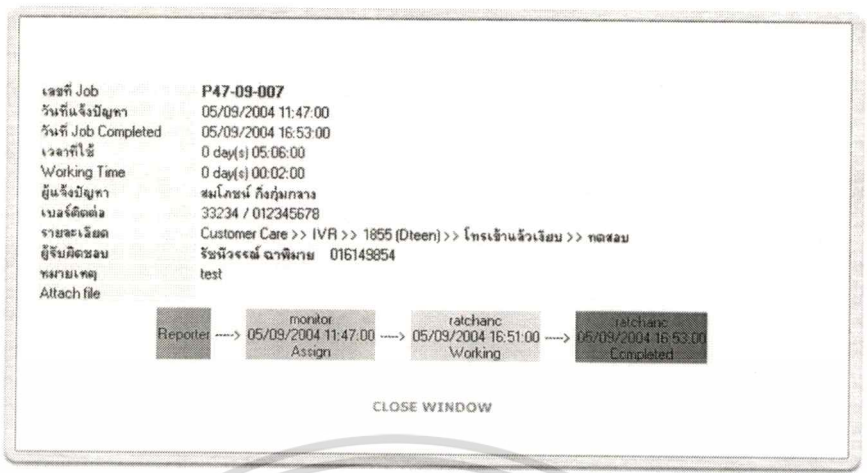 เลขที่ Job P47-09-007
วันที่แจ้งปัญหา 05/09/2004 11:47:00
วันที่ Job Completed 05/09/2004 16:53:00
เวลาที่ใช้ 0 day(s) 05:06:00
Working Time 0 day(s) 00:02:00
ผู้แจ้งปัญหา สมโภชน์ กิ่งกุ่มกลาง
เบอร์ติดต่อ 33234 / 012345678
รายละเอียด Customer Care >> IVR >> 1855 (Dteen) >> โทรเข้าแล้วเงียบ >> ทดสอบ
ผู้รับผิดชอบ รัชนีวรรณ์ ฉาพิมาย 016149854
หมายเหตุ test
Attach file
Reporter ----> monitor 05/09/2004 11:47:00 Assign ----> ratchanc 05/09/2004 16:51:00 Working ----> ratchanc 05/09/2004 16:53:00 Completed
CLOSE WINDOW